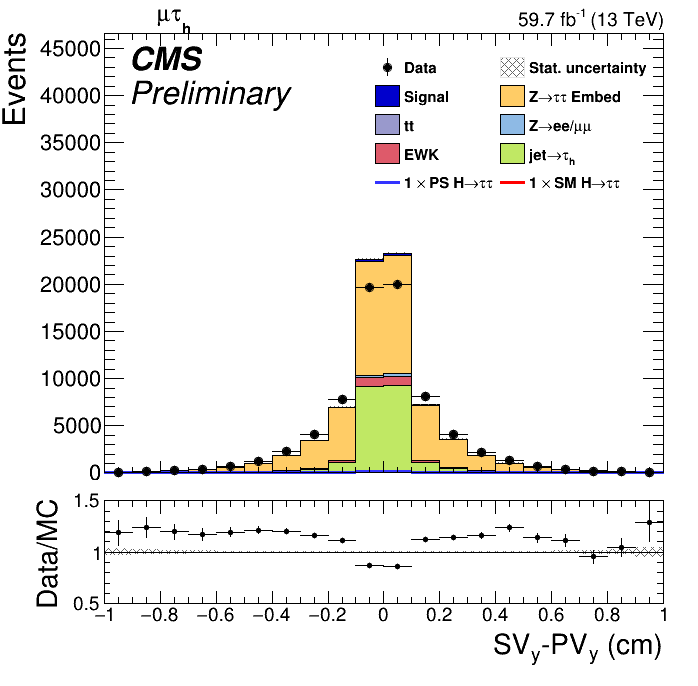 μτh 59.7 fb⁻¹ (13 TeV)
CMS
Preliminary
Data Stat. uncertainty
Signal Z→ττ Embed
tt Z→ee/μμ
EWK jet→τh
1 × PS H→ττ 1 × SM H→ττ
Events
45000
40000
35000
30000
25000
20000
15000
10000
5000
0
Data/MC
1.5
1
0.5
−1 −0.8 −0.6 −0.4 −0.2 0 0.2 0.4 0.6 0.8 1
SVy-PVy (cm)